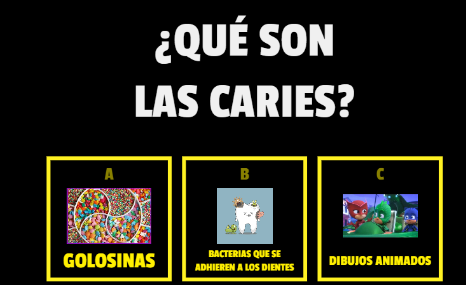 ¿QUÉ SON
LAS CARIES?
A
B
C
GOLOSINAS
BACTERIAS QUE SE
ADHIEREN A LOS DIENTES
DIBUJOS ANIMADOS